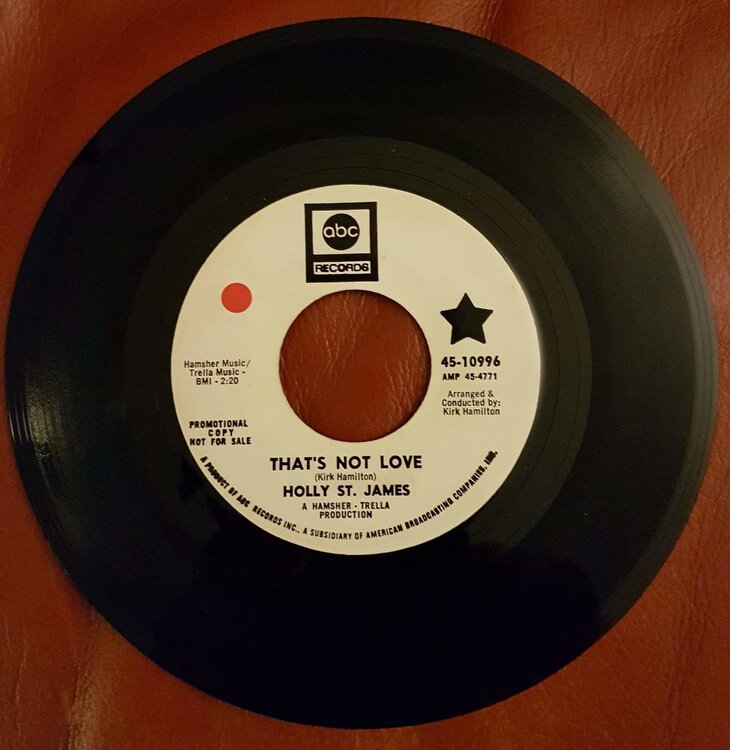 abc
RECORDS
45-10996
AMP 45-4771
Arranged &
Conducted by:
Kirk Hamilton
Hamsher Music/
Trella Music -
BMI - 2:20
PROMOTIONAL
COPY
NOT FOR SALE
THAT'S NOT LOVE
(Kirk Hamilton)
HOLLY ST. JAMES
A HAMSHER - TRELLA
PRODUCTION
A PRODUCT OF ABC RECORDS INC., A SUBSIDIARY OF AMERICAN BROADCASTING COMPANIES, INC.